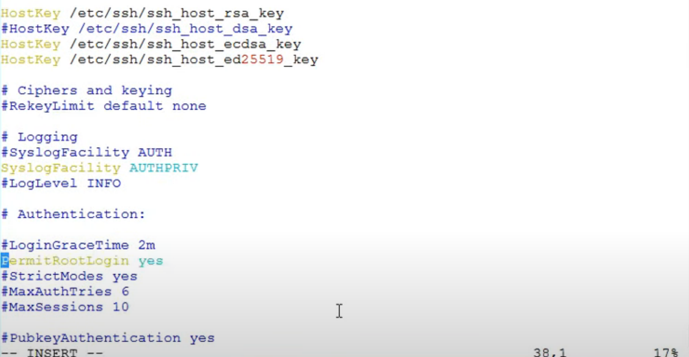 HostKey /etc/ssh/ssh_host_rsa_key
#HostKey /etc/ssh/ssh_host_dsa_key
HostKey /etc/ssh/ssh_host_ecdsa_key
HostKey /etc/ssh/ssh_host_ed25519_key
# Ciphers and keying
#RekeyLimit default none
# Logging
#SyslogFacility AUTH
SyslogFacility AUTHPRIV
#LogLevel INFO
# Authentication:
#LoginGraceTime 2m
PermitRootLogin yes
#StrictModes yes
#MaxAuthTries 6
#MaxSessions 10
#PubkeyAuthentication yes
-- INSERT -- 38,1 17%